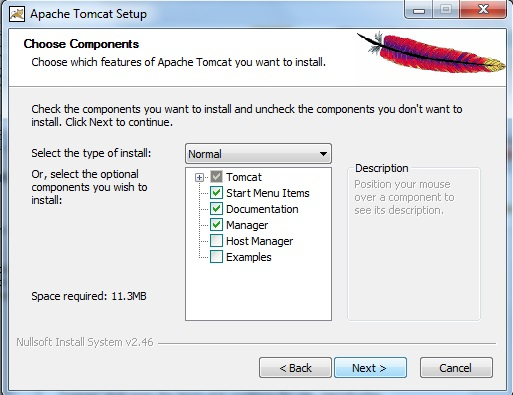 Apache Tomcat Setup
Choose Components
Choose which features of Apache Tomcat you want to install.
Check the components you want to install and uncheck the components you don't want to
install. Click Next to continue.
Select the type of install:
Normal
Or, select the optional
components you wish to
install:
Tomcat
Start Menu Items
Documentation
Manager
Host Manager
Examples
Description
Position your mouse
over a component to
see its description.
Space required: 11.3MB
Nullsoft Install System v2.46
< Back
Next >
Cancel